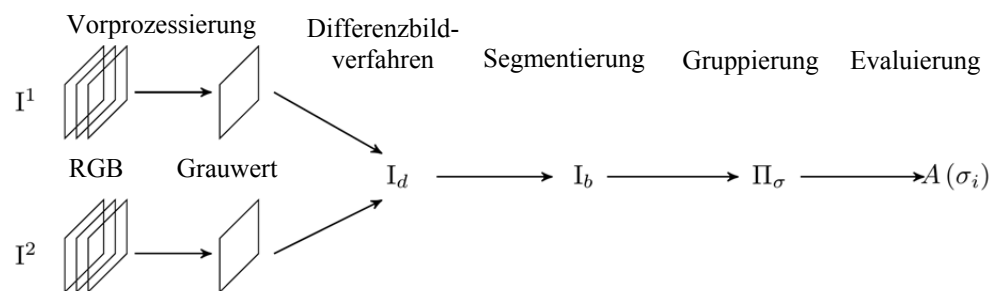 Vorprozessierung
Differenzbild-
verfahren
Segmentierung
Gruppierung
Evaluierung
I¹
RGB
Grauwert
I_d
I_b
Π_σ
A (σ_i)
I²